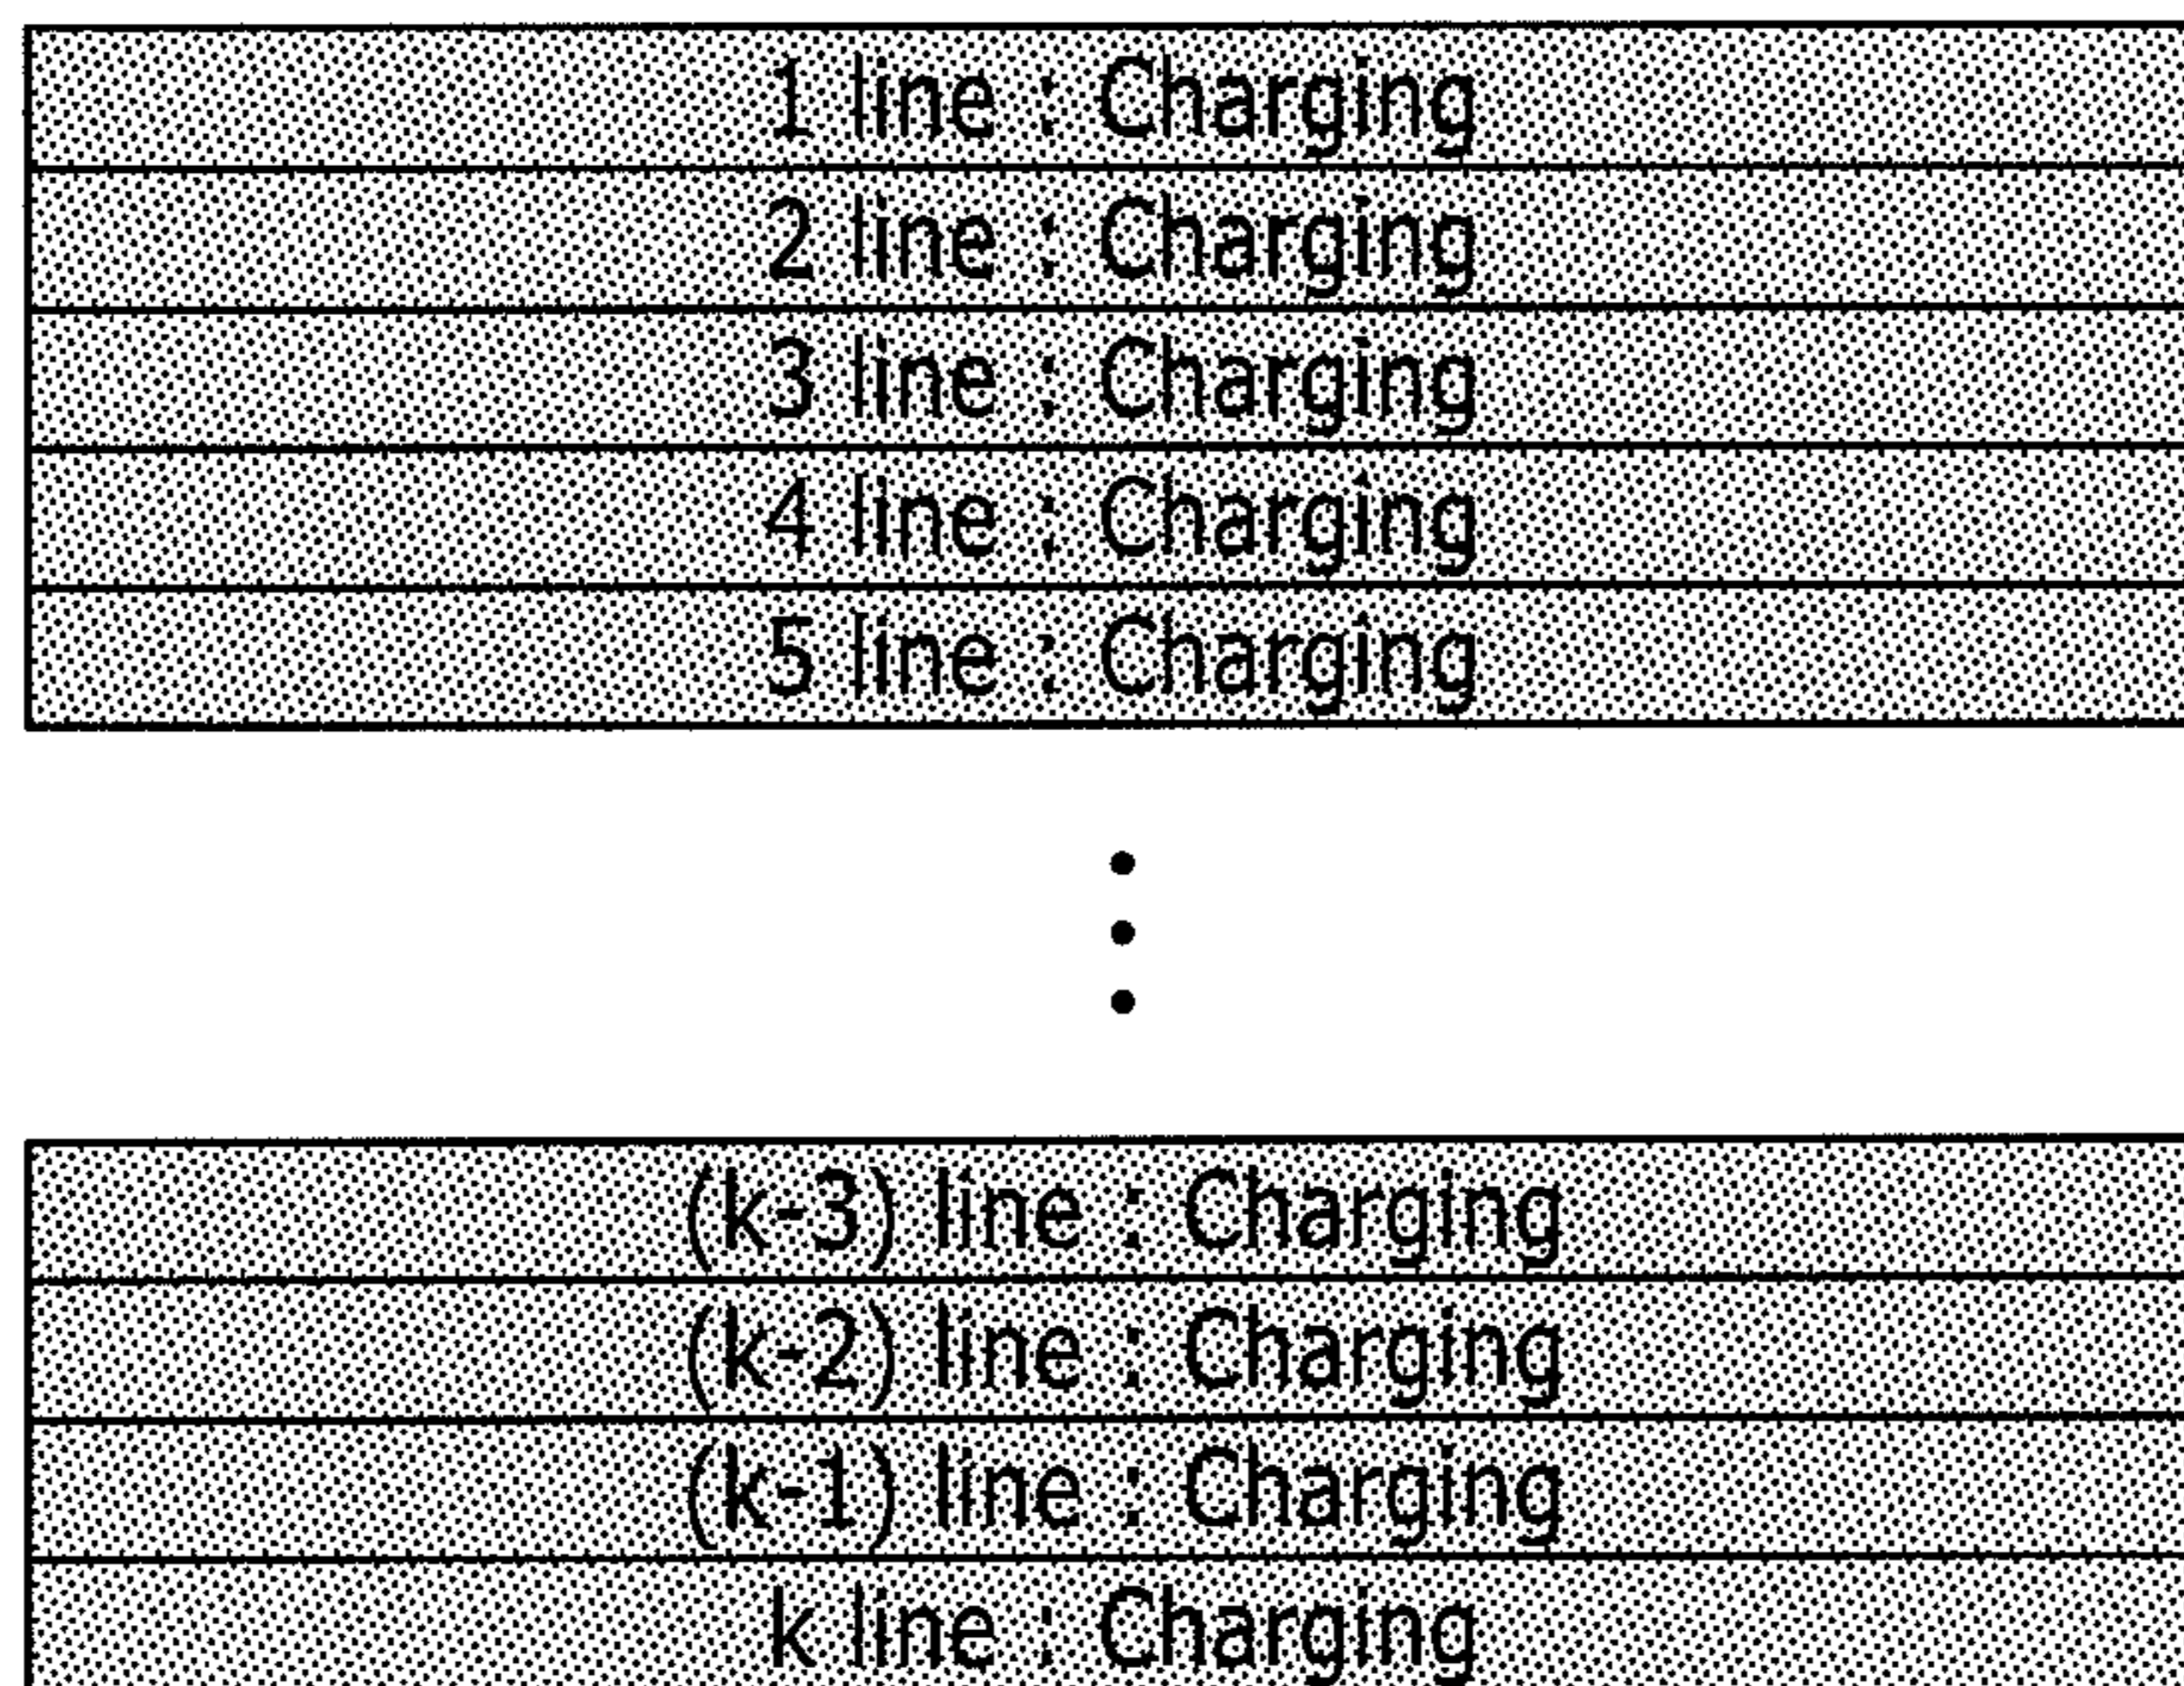 1 line : Charging
2 line : Charging
3 line : Charging
4 line : Charging
5 line : Charging
(k-3) line : Charging
(k-2) line : Charging
(k-1) line : Charging
k line : Charging